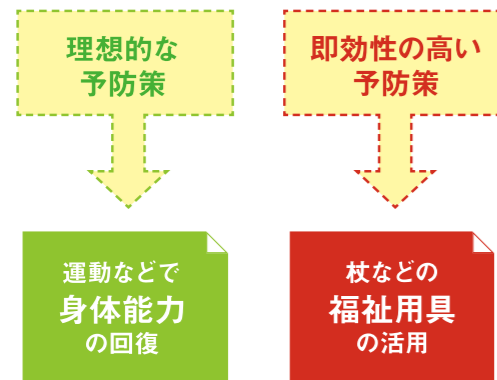 理想的な
予防策
即効性の高い
予防策
運動などで
身体能力
の回復
杖などの
福祉用具
の活用